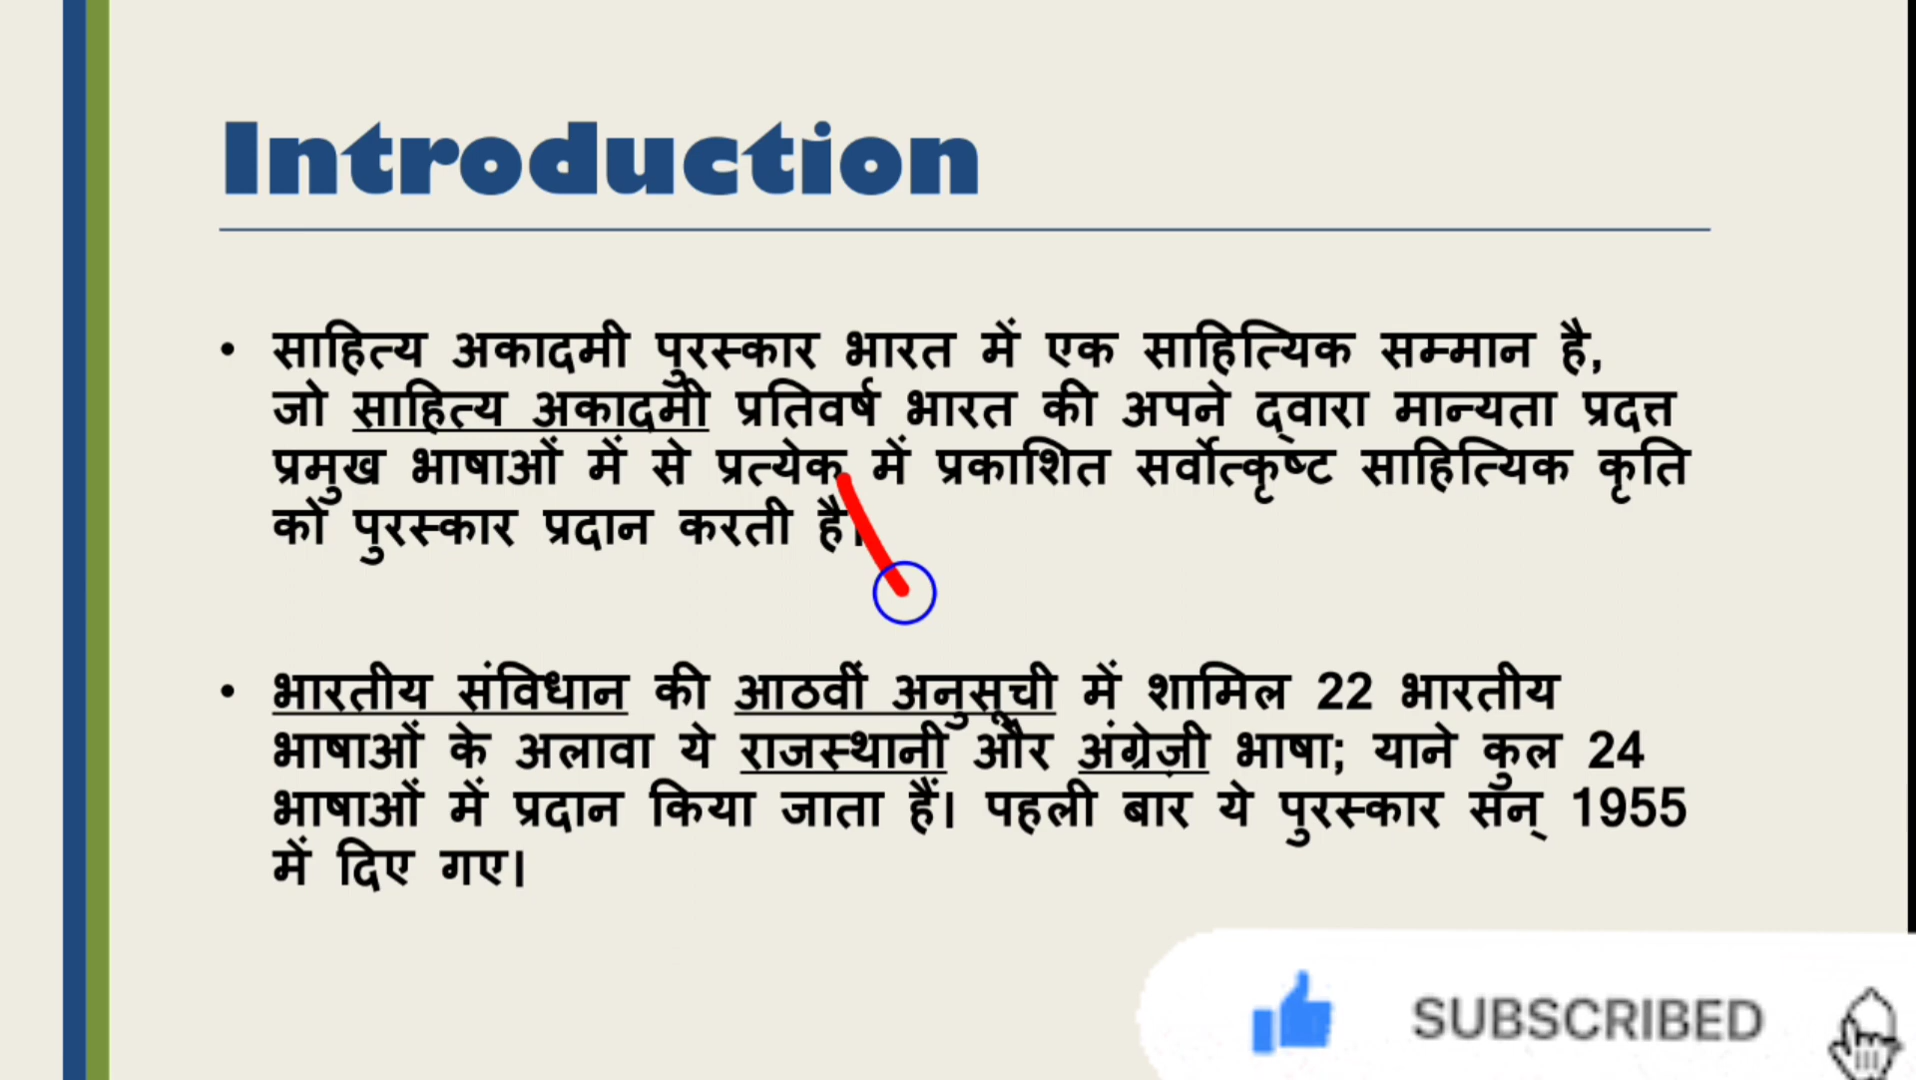 Introduction
• साहित्य अकादमी पुरस्कार भारत में एक साहित्यिक सम्मान है,
जो साहित्य अकादमी प्रतिवर्ष भारत की अपने द्वारा मान्यता प्रदत्त
प्रमुख भाषाओं में से प्रत्येक में प्रकाशित सर्वोत्कृष्ट साहित्यिक कृति
को पुरस्कार प्रदान करती है।
• भारतीय संविधान की आठवीं अनुसूची में शामिल 22 भारतीय
भाषाओं के अलावा ये राजस्थानी और अंग्रेज़ी भाषा; याने कुल 24
भाषाओं में प्रदान किया जाता हैं। पहली बार ये पुरस्कार सन् 1955
में दिए गए।
SUBSCRIBED